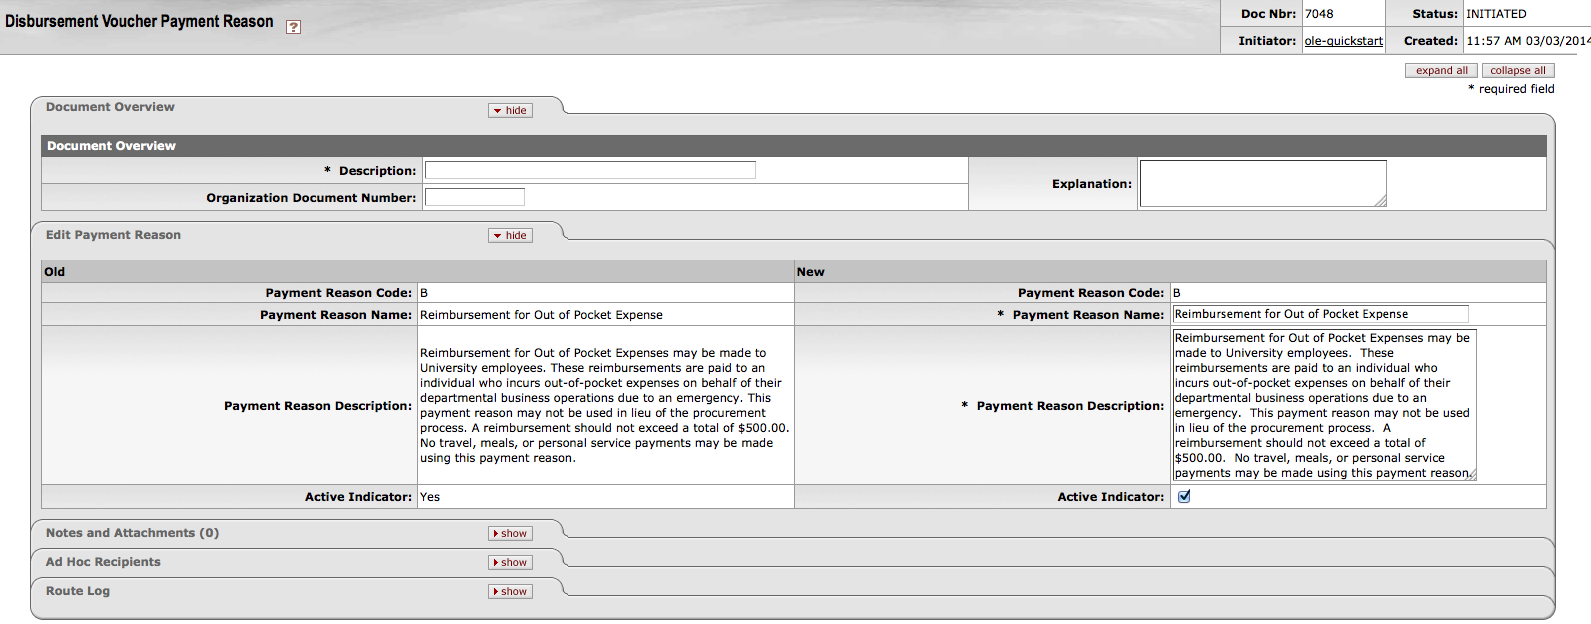 Disbursement Voucher Payment Reason ?
Doc Nbr: 7048 Status: INITIATED
Initiator: ole-quickstart Created: 11:57 AM 03/03/2014
expand all collapse all
* required field
Document Overview hide
Document Overview
* Description:
Explanation:
Organization Document Number:
Edit Payment Reason hide
Old New
Payment Reason Code: B Payment Reason Code: B
Payment Reason Name: Reimbursement for Out of Pocket Expense * Payment Reason Name: Reimbursement for Out of Pocket Expense
Payment Reason Description:
Reimbursement for Out of Pocket Expenses may be made to
University employees. These reimbursements are paid to an
individual who incurs out-of-pocket expenses on behalf of their
departmental business operations due to an emergency. This
payment reason may not be used in lieu of the procurement
process. A reimbursement should not exceed a total of $500.00.
No travel, meals, or personal service payments may be made
using this payment reason.
* Payment Reason Description:
Reimbursement for Out of Pocket Expenses may be
made to University employees.  These
reimbursements are paid to an individual who
incurs out-of-pocket expenses on behalf of their
departmental business operations due to an
emergency.  This payment reason may not be used
in lieu of the procurement process.  A
reimbursement should not exceed a total of
$500.00.  No travel, meals, or personal service
payments may be made using this payment reason.
Active Indicator: Yes Active Indicator:
Notes and Attachments (0) show
Ad Hoc Recipients show
Route Log show